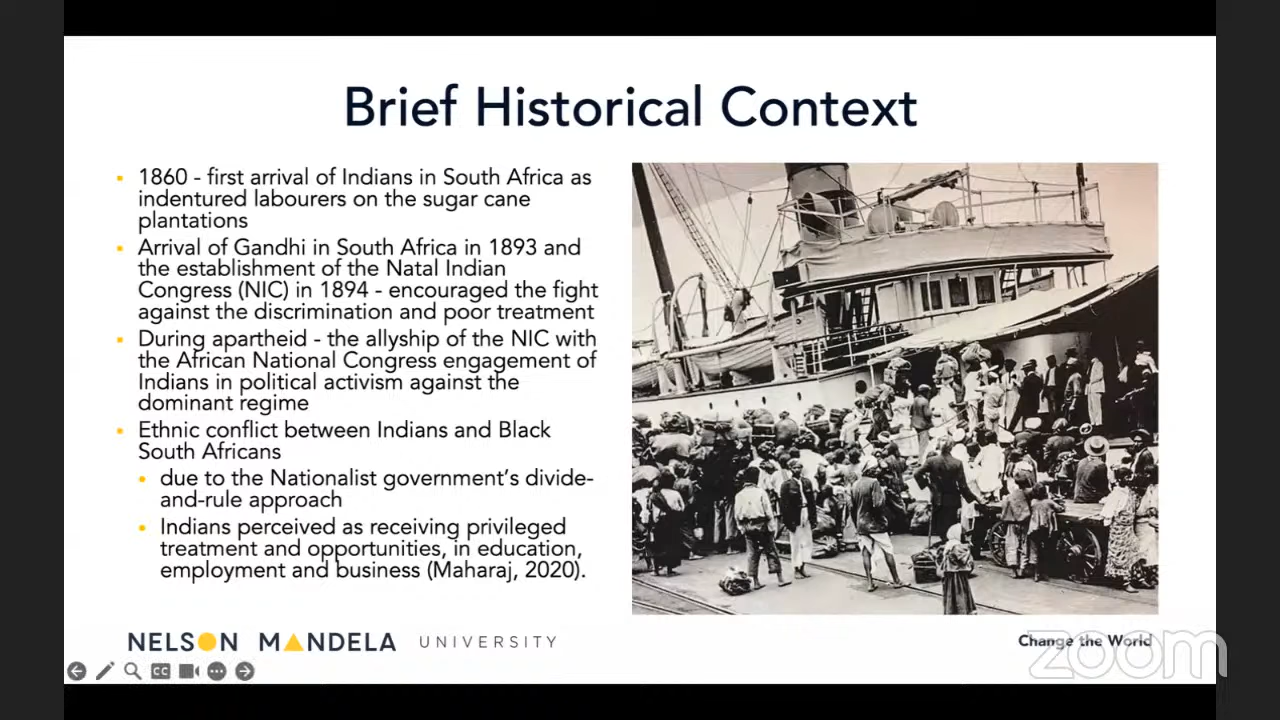 Brief Historical Context
1860 - first arrival of Indians in South Africa as
indentured labourers on the sugar cane
plantations
Arrival of Gandhi in South Africa in 1893 and
the establishment of the Natal Indian
Congress (NIC) in 1894 - encouraged the fight
against the discrimination and poor treatment
During apartheid - the allyship of the NIC with
the African National Congress engagement of
Indians in political activism against the
dominant regime
Ethnic conflict between Indians and Black
South Africans
due to the Nationalist government's divide-
and-rule approach
Indians perceived as receiving privileged
treatment and opportunities, in education,
employment and business (Maharaj, 2020).
NELSON MANDELA UNIVERSITY
Change the World
zoom
CC